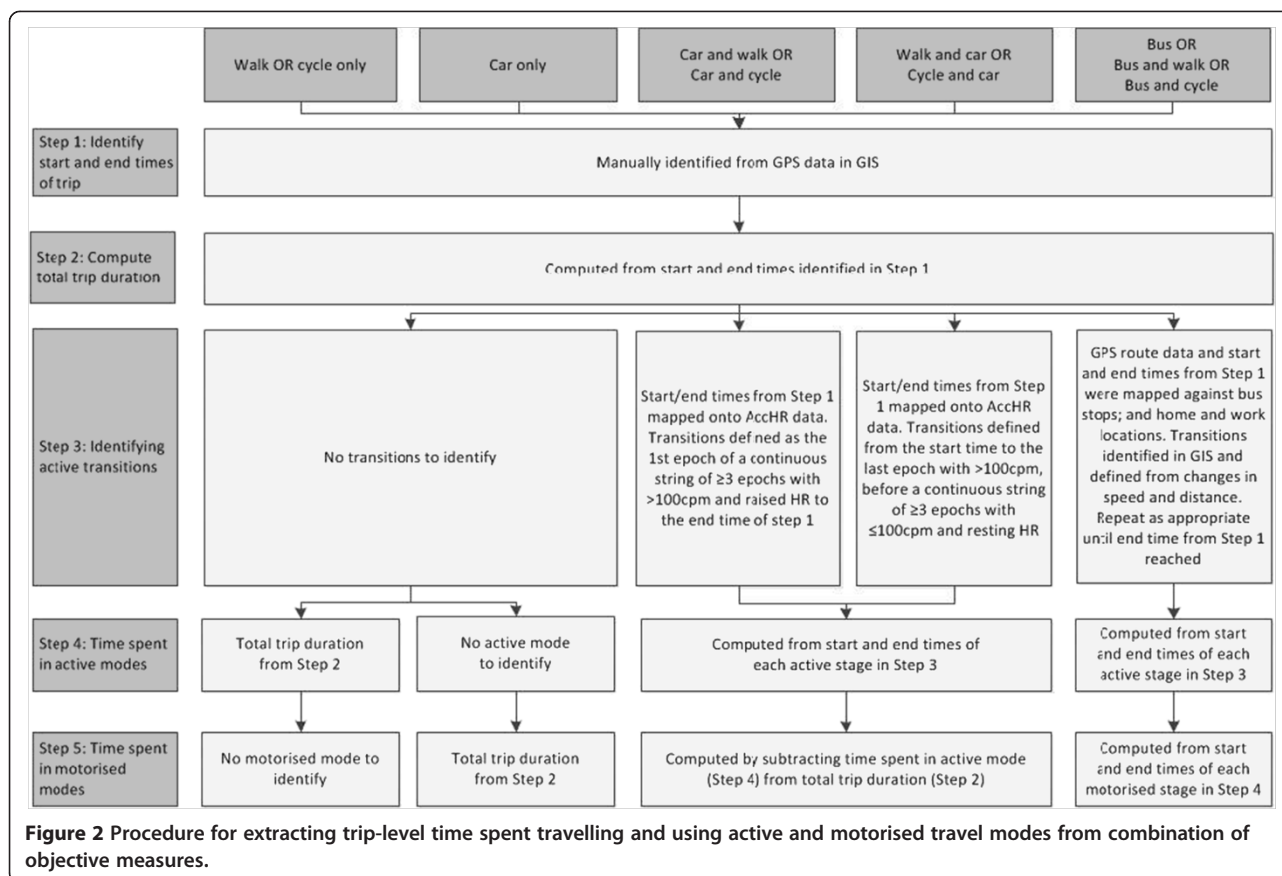 Walk OR cycle only
Car only
Car and walk OR
Car and cycle
Walk and car OR
Cycle and car
Bus OR
Bus and walk OR
Bus and cycle
Step 1: Identify
start and end times
of trip
Manually identified from GPS data in GIS
Step 2: Compute
total trip duration
Computed from start and end times identified in Step 1
Step 3: Identifying
active transitions
No transitions to identify
Start/end times from Step 1
mapped onto AccHR data.
Transitions defined as the
1st epoch of a continuous
string of ≥3 epochs with
>100cpm and raised HR to
the end time of step 1
Start/end times from Step
1 mapped onto AccHR
data. Transitions defined
from the start time to the
last epoch with >100cpm,
before a continuous string
of ≥3 epochs with
≤100cpm and resting HR
GPS route data and start
and end times from Step 1
were mapped against bus
stops; and home and work
locations. Transitions
identified in GIS and
defined from changes in
speed and distance.
Repeat as appropriate
until end time from Step 1
reached
Step 4: Time spent
in active modes
Total trip duration
from Step 2
No active mode
to identify
Computed from start and end times of
each active stage in Step 3
Computed from start
and end times of each
active stage in Step 3
Step 5: Time spent
in motorised
modes
No motorised mode to
identify
Total trip duration
from Step 2
Computed by subtracting time spent in active mode
(Step 4) from total trip duration (Step 2)
Computed from start
and end times of each
motorised stage in Step 4
Figure 2 Procedure for extracting trip-level time spent travelling and using active and motorised travel modes from combination of
objective measures.